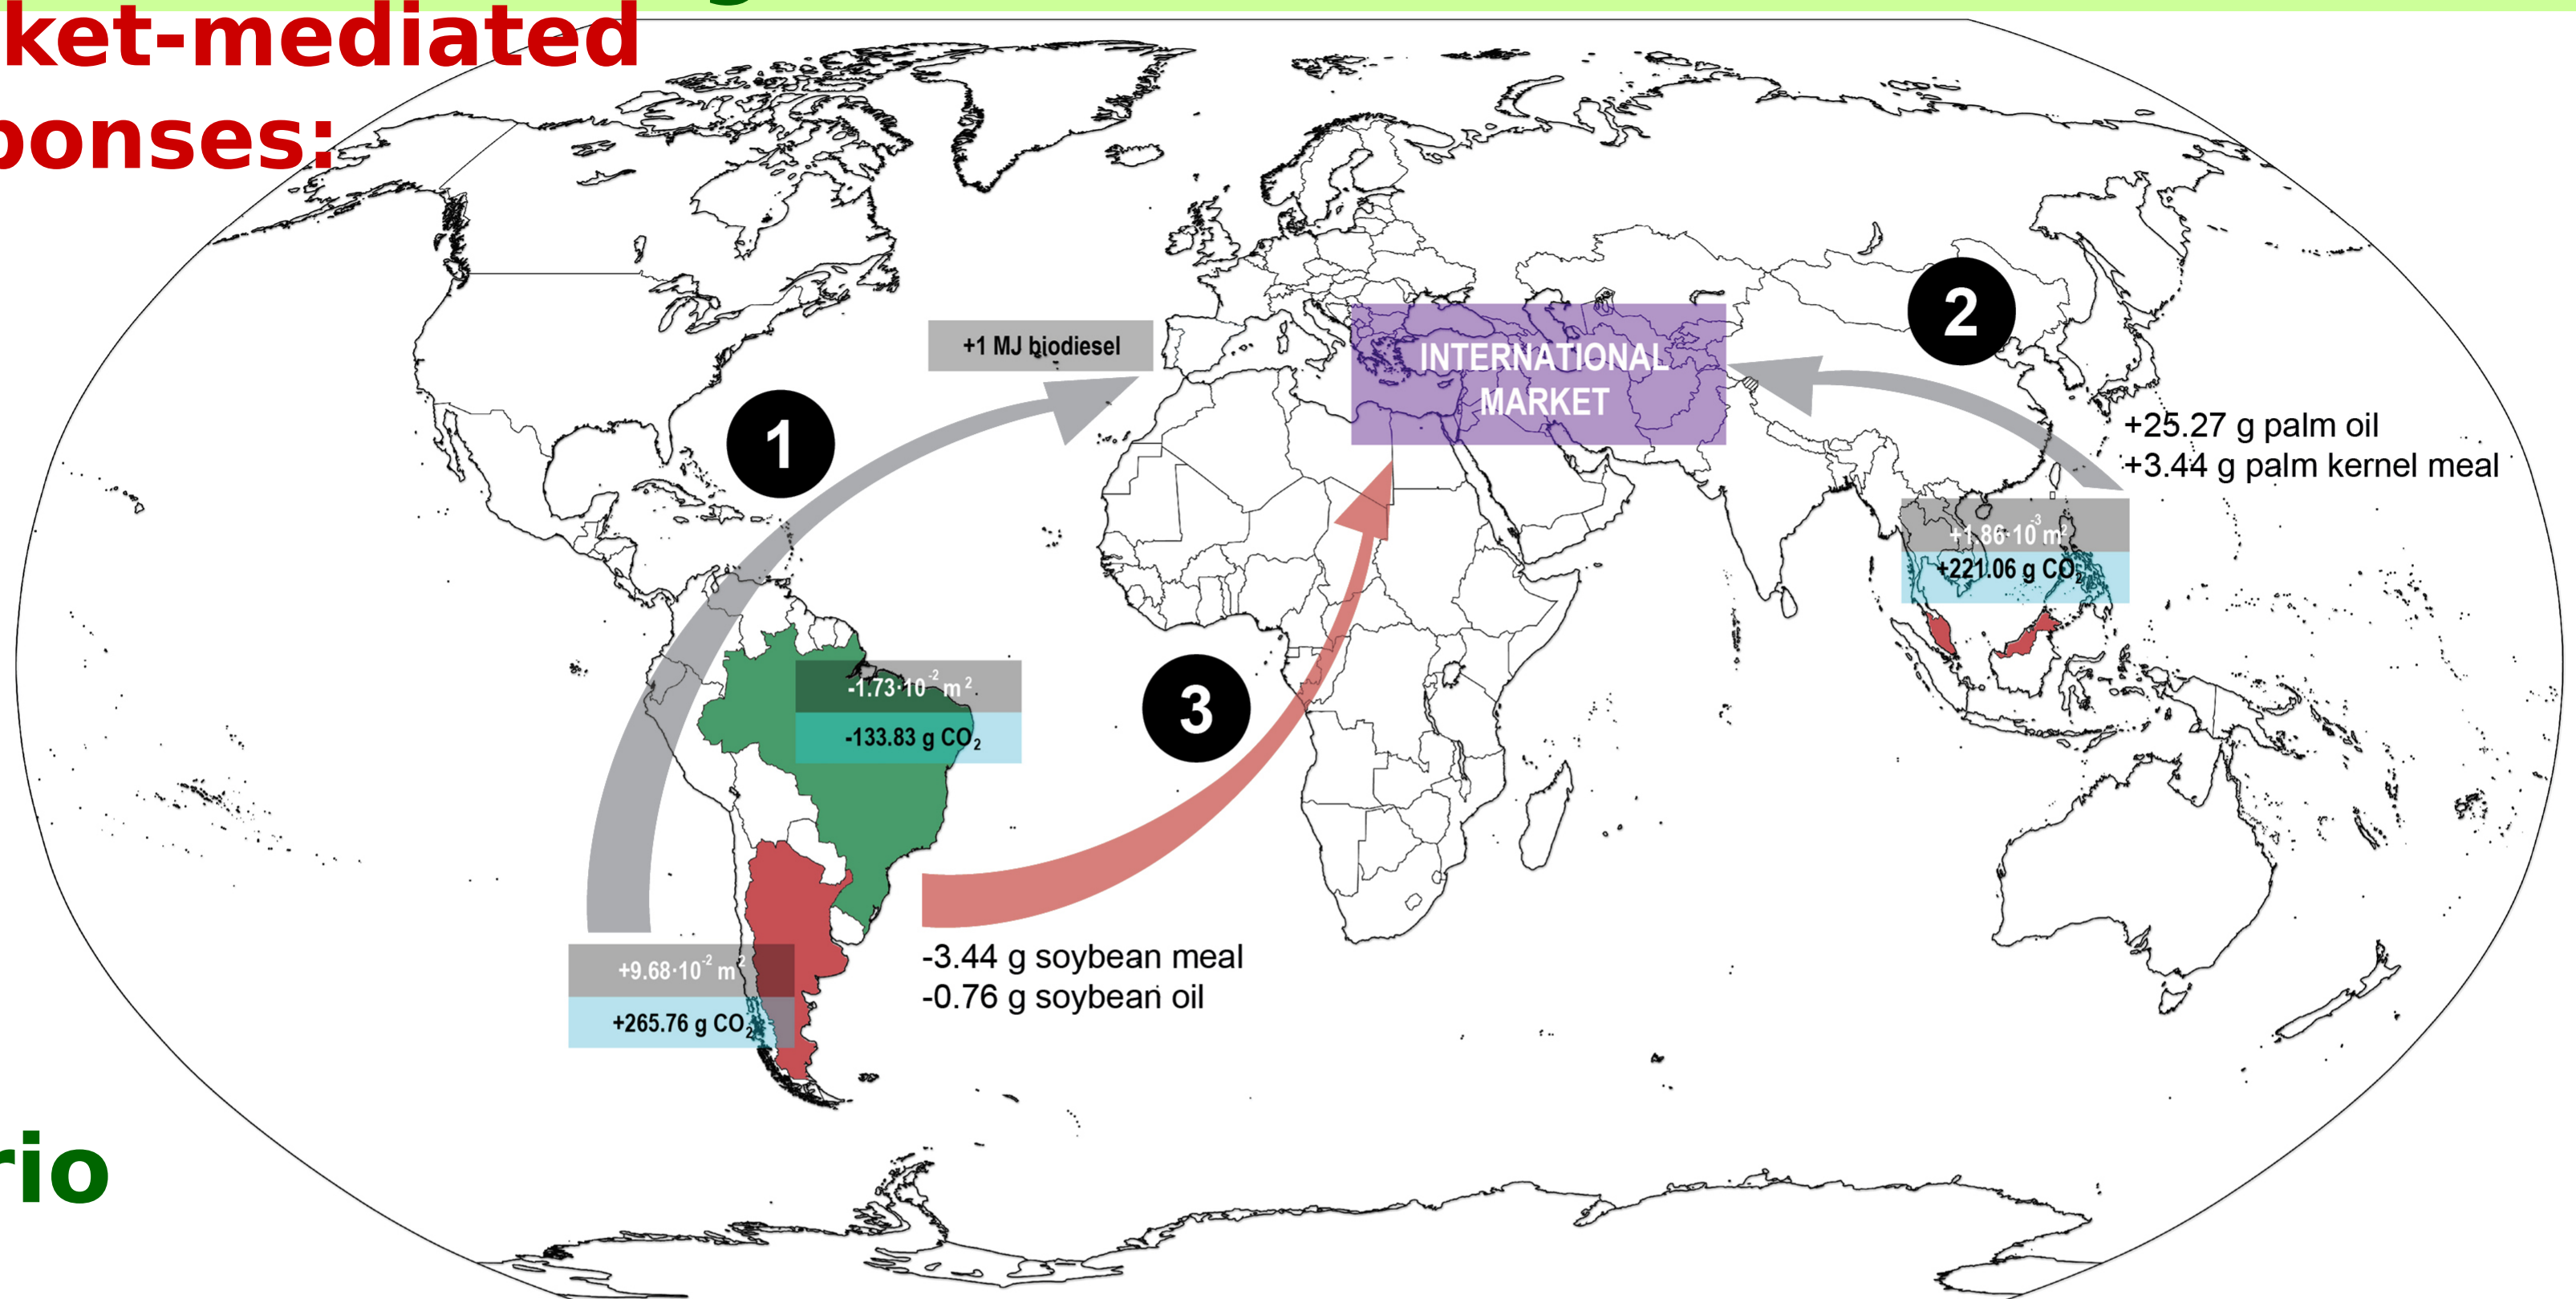 ket-mediated
ponses:
+1 MJ biodiesel
INTERNATIONAL
MARKET
1
2
3
+25.27 g palm oil
+3.44 g palm kernel meal
+1.86·10⁻³ m²
+221.06 g CO₂
-1.73·10⁻² m²
-133.83 g CO₂
-3.44 g soybean meal
-0.76 g soybean oil
+9.68·10⁻² m²
+265.76 g CO₂
rio